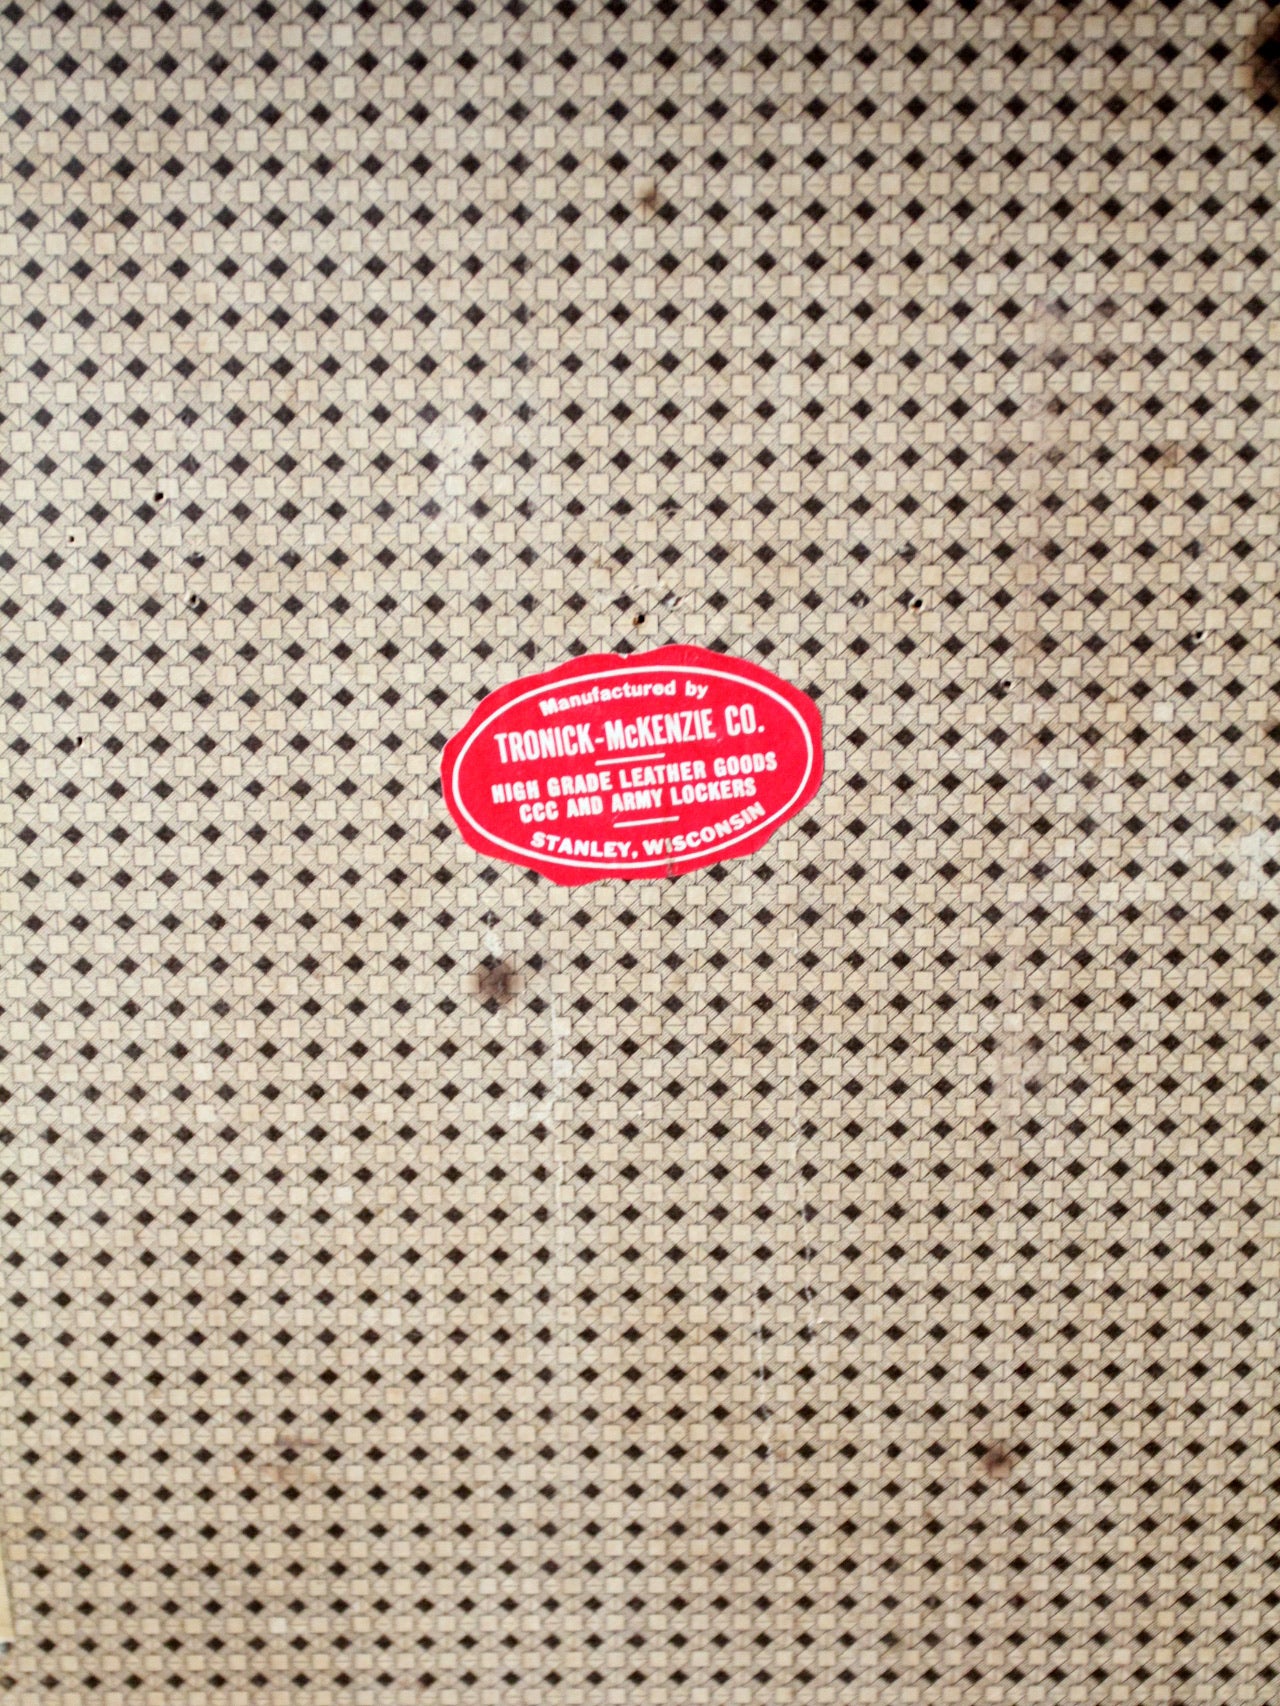 Manufactured by
TRONICK-McKENZIE CO.
HIGH GRADE LEATHER GOODS
CCC AND ARMY LOCKERS
STANLEY, WISCONSIN